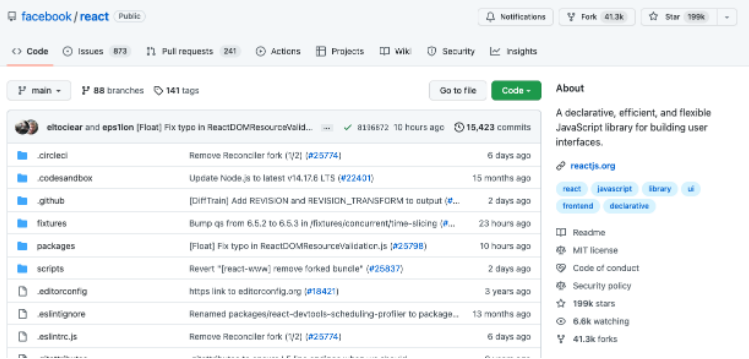 facebook / react Public
Notifications Fork 41.3k Star 199k
Code Issues 873 Pull requests 241 Actions Projects Wiki Security Insights
main 88 branches 141 tags Go to file Code
eltociear and eps1lon [Float] Fix typo in ReactDOMResourceValid... 10 hours ago 15,423 commits
.circleci Remove Reconciler fork (1/2) (#25774) 6 days ago
.codesandbox Update Node.js to latest v14.17.6 LTS (#22401) 15 months ago
.github [DiffTrain] Add REVISION and REVISION_TRANSFORM to output (#... 2 days ago
fixtures Bump qs from 6.5.2 to 6.5.3 in /fixtures/concurrent/time-slicing (#... 23 hours ago
packages [Float] Fix typo in ReactDOMResourceValidation.js (#25798) 10 hours ago
scripts Revert "[react-www] remove forked bundle" (#25837) 2 days ago
.editorconfig https link to editorconfig.org (#18421) 3 years ago
.eslintignore Renamed packages/react-devtools-scheduling-profiler to package... 13 months ago
.eslintrc.js Remove Reconciler fork (1/2) (#25774) 6 days ago
About
A declarative, efficient, and flexible
JavaScript library for building user
interfaces.
reactjs.org
react javascript library ui
frontend declarative
Readme
MIT license
Code of conduct
Security policy
199k stars
6.6k watching
41.3k forks